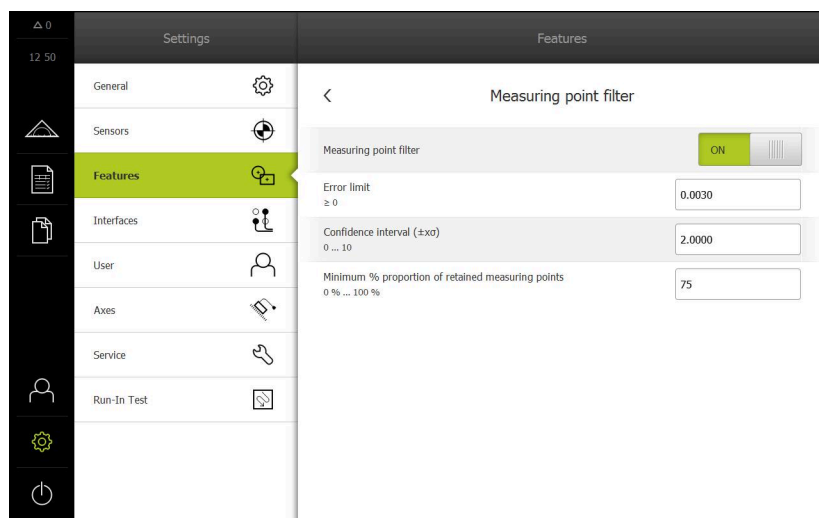 △ 0
12 50
Settings
General
Sensors
Features
Interfaces
User
Axes
Service
Run-In Test
Features
Measuring point filter
Measuring point filter
ON
Error limit
≥ 0
0.0030
Confidence interval (±xσ)
0 ... 10
2.0000
Minimum % proportion of retained measuring points
0 % ... 100 %
75